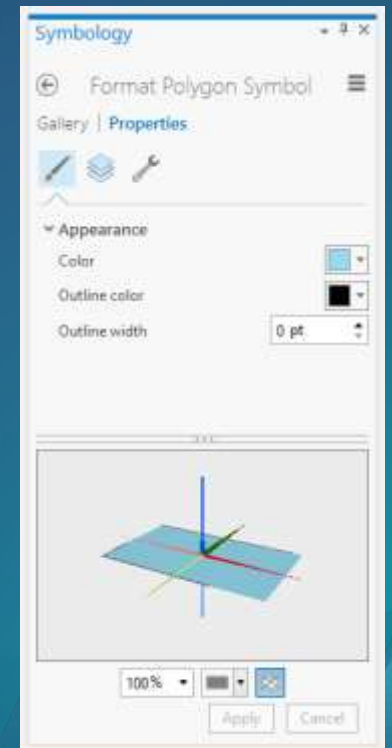 Symbology
Format Polygon Symbol
Gallery | Properties
Appearance
Color
Outline color
Outline width 0 pt
100%
Apply Cancel